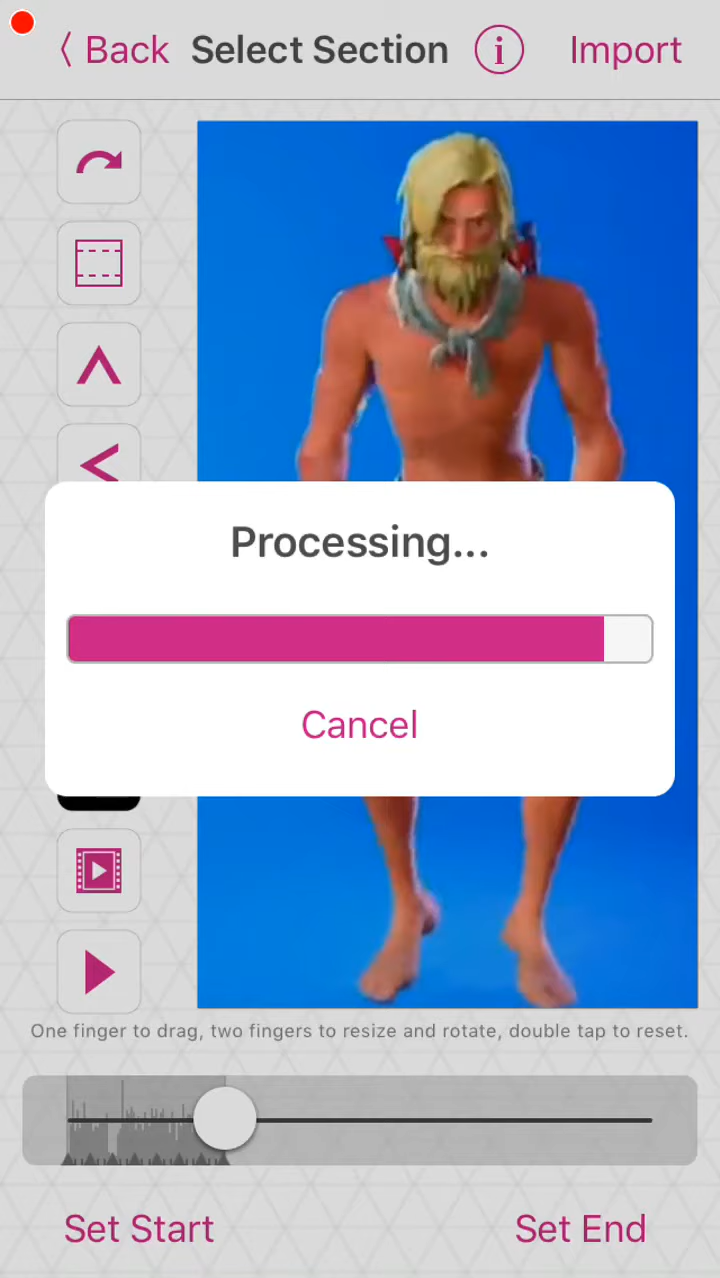 Back Select Section i Import
Processing...
Cancel
One finger to drag, two fingers to resize and rotate, double tap to reset.
Set Start Set End